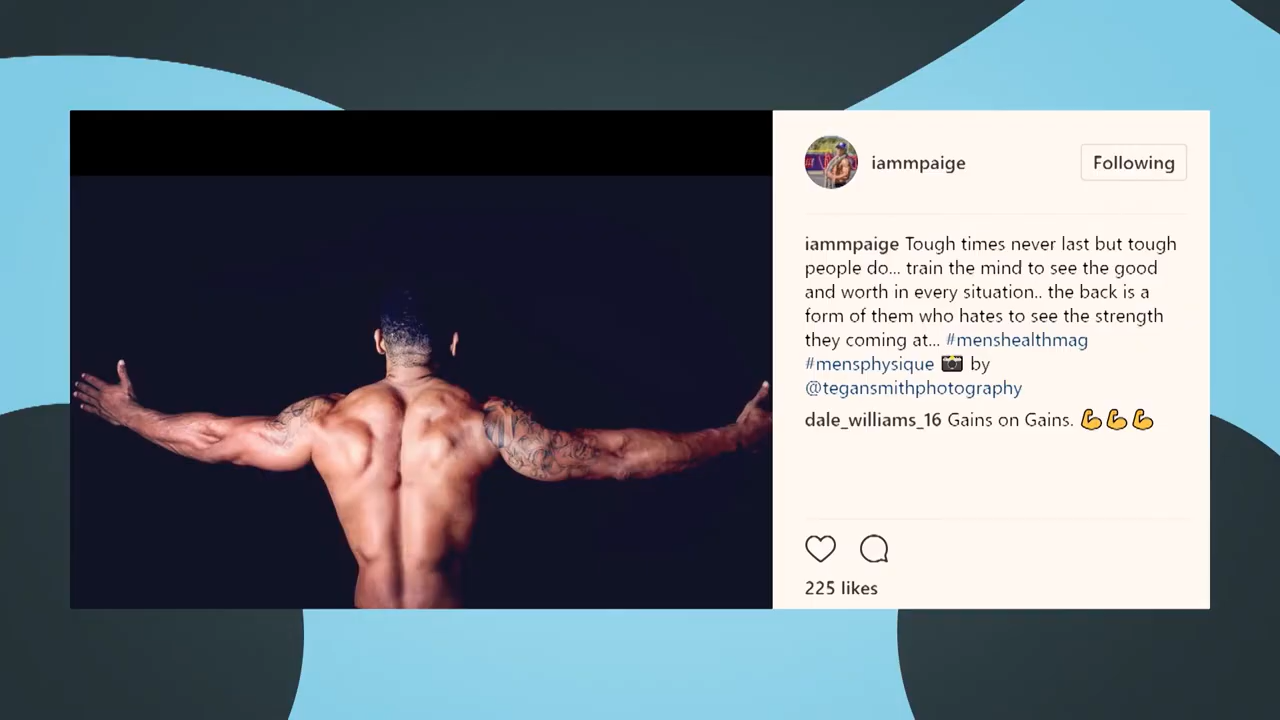 iammpaige
Following
iammpaige Tough times never last but tough
people do... train the mind to see the good
and worth in every situation.. the back is a
form of them who hates to see the strength
they coming at... #menshealthmag
#mensphysique 📸 by
@tegansmithphotography
dale_williams_16 Gains on Gains. 💪💪💪
225 likes